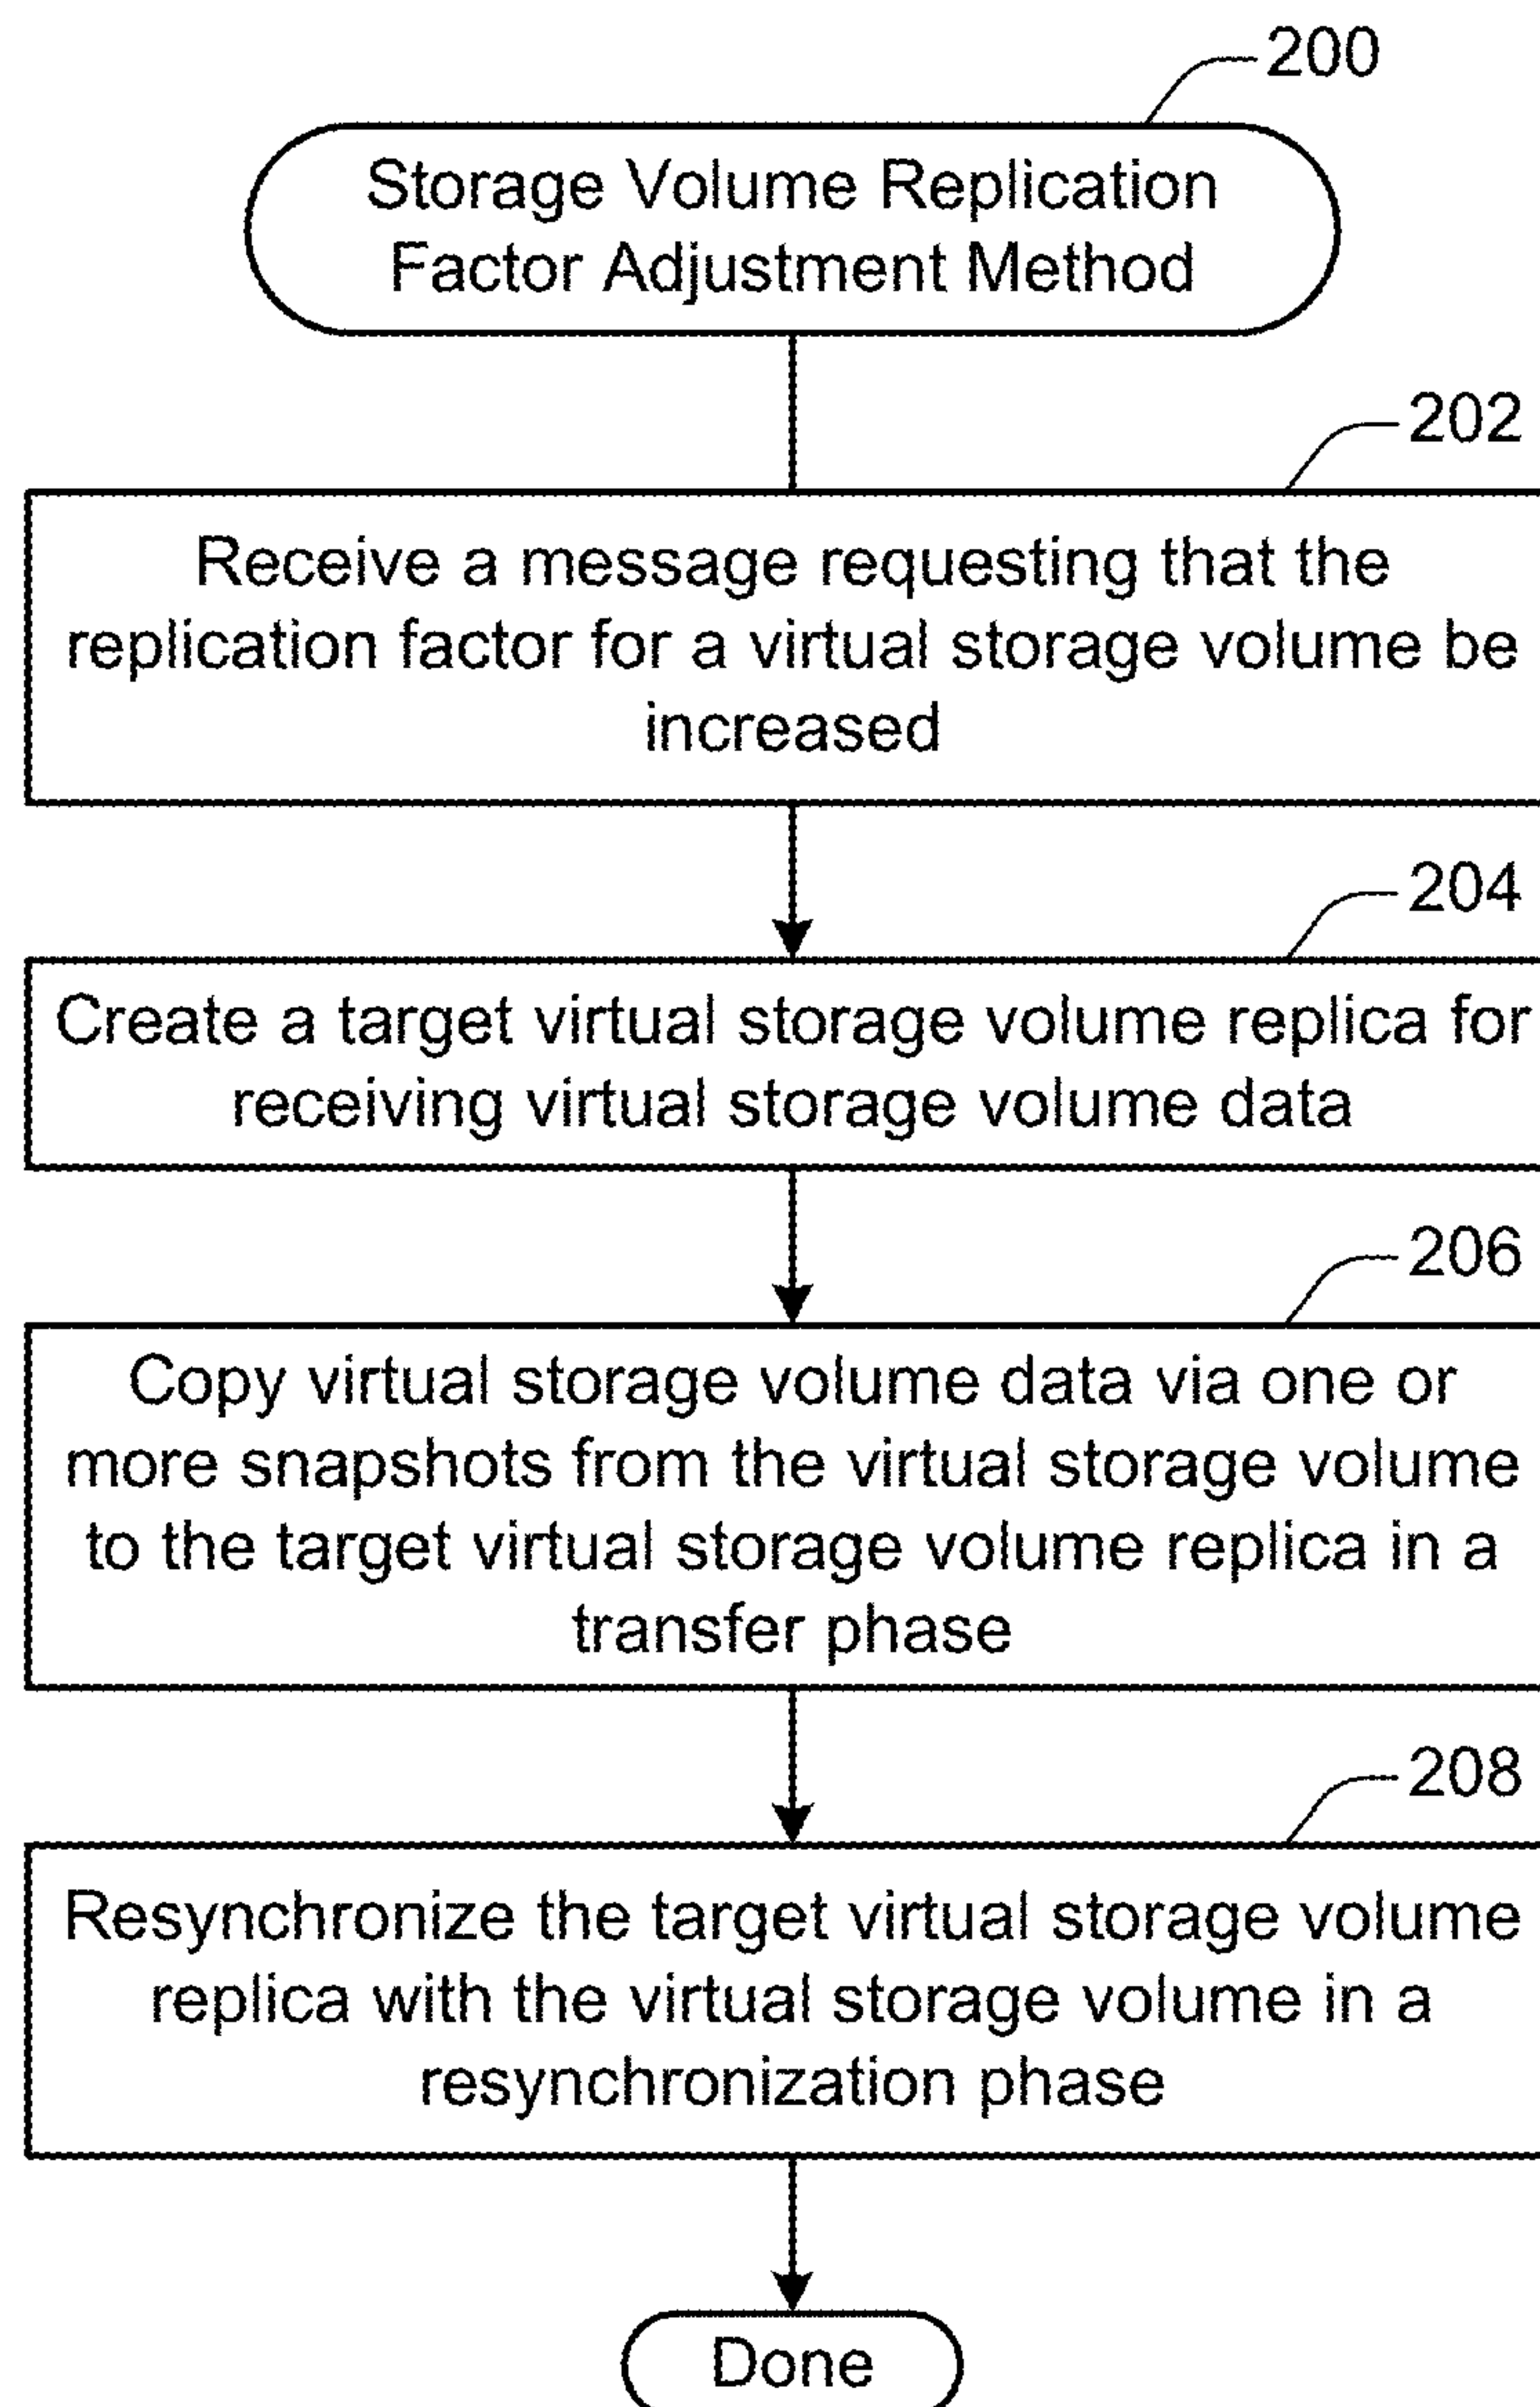 200
Storage Volume Replication
Factor Adjustment Method
202
Receive a message requesting that the
replication factor for a virtual storage volume be
increased
204
Create a target virtual storage volume replica for
receiving virtual storage volume data
206
Copy virtual storage volume data via one or
more snapshots from the virtual storage volume
to the target virtual storage volume replica in a
transfer phase
208
Resynchronize the target virtual storage volume
replica with the virtual storage volume in a
resynchronization phase
Done